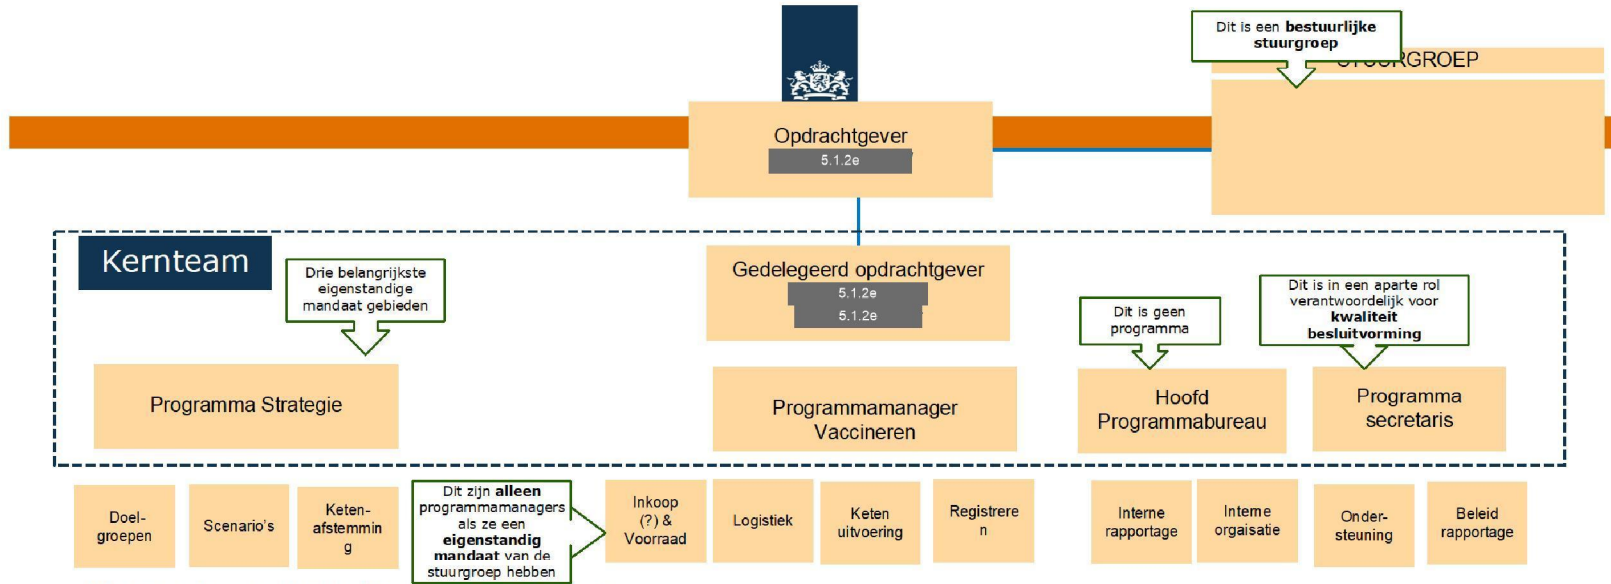 Dit is een bestuurlijke
stuurgroep
STUURGROEP
Opdrachtgever
5.1.2e
Kernteam
Drie belangrijkste
eigenstandige
mandaat gebieden
Gedelegeerd opdrachtgever
5.1.2e
5.1.2e
Dit is geen
programma
Dit is in een aparte rol
verantwoordelijk voor
kwaliteit
besluitvorming
Programma Strategie
Programmamanager
Vaccineren
Hoofd
Programmabureau
Programma
secretaris
Doel-
groepen
Scenario's
Keten-
afstemmin
g
Dit zijn alleen
programmamanagers
als ze een
eigenstandig
mandaat van de
stuurgroep hebben
Inkoop
(?) &
Voorraad
Logistiek
Keten
uitvoering
Registrere
n
Interne
rapportage
Interne
orgaisatie
Onder-
steuning
Beleid
rapportage